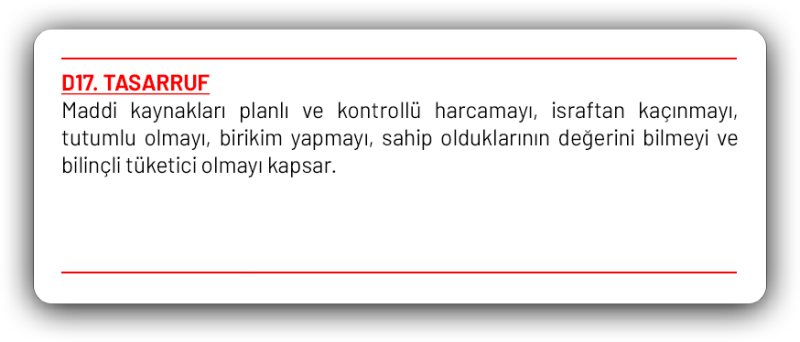 D17. TASARRUF
Maddi kaynakları planlı ve kontrollü harcamayı, israftan kaçınmayı,
tutumlu olmayı, birikim yapmayı, sahip olduklarının değerini bilmeyi ve
bilinçli tüketici olmayı kapsar.